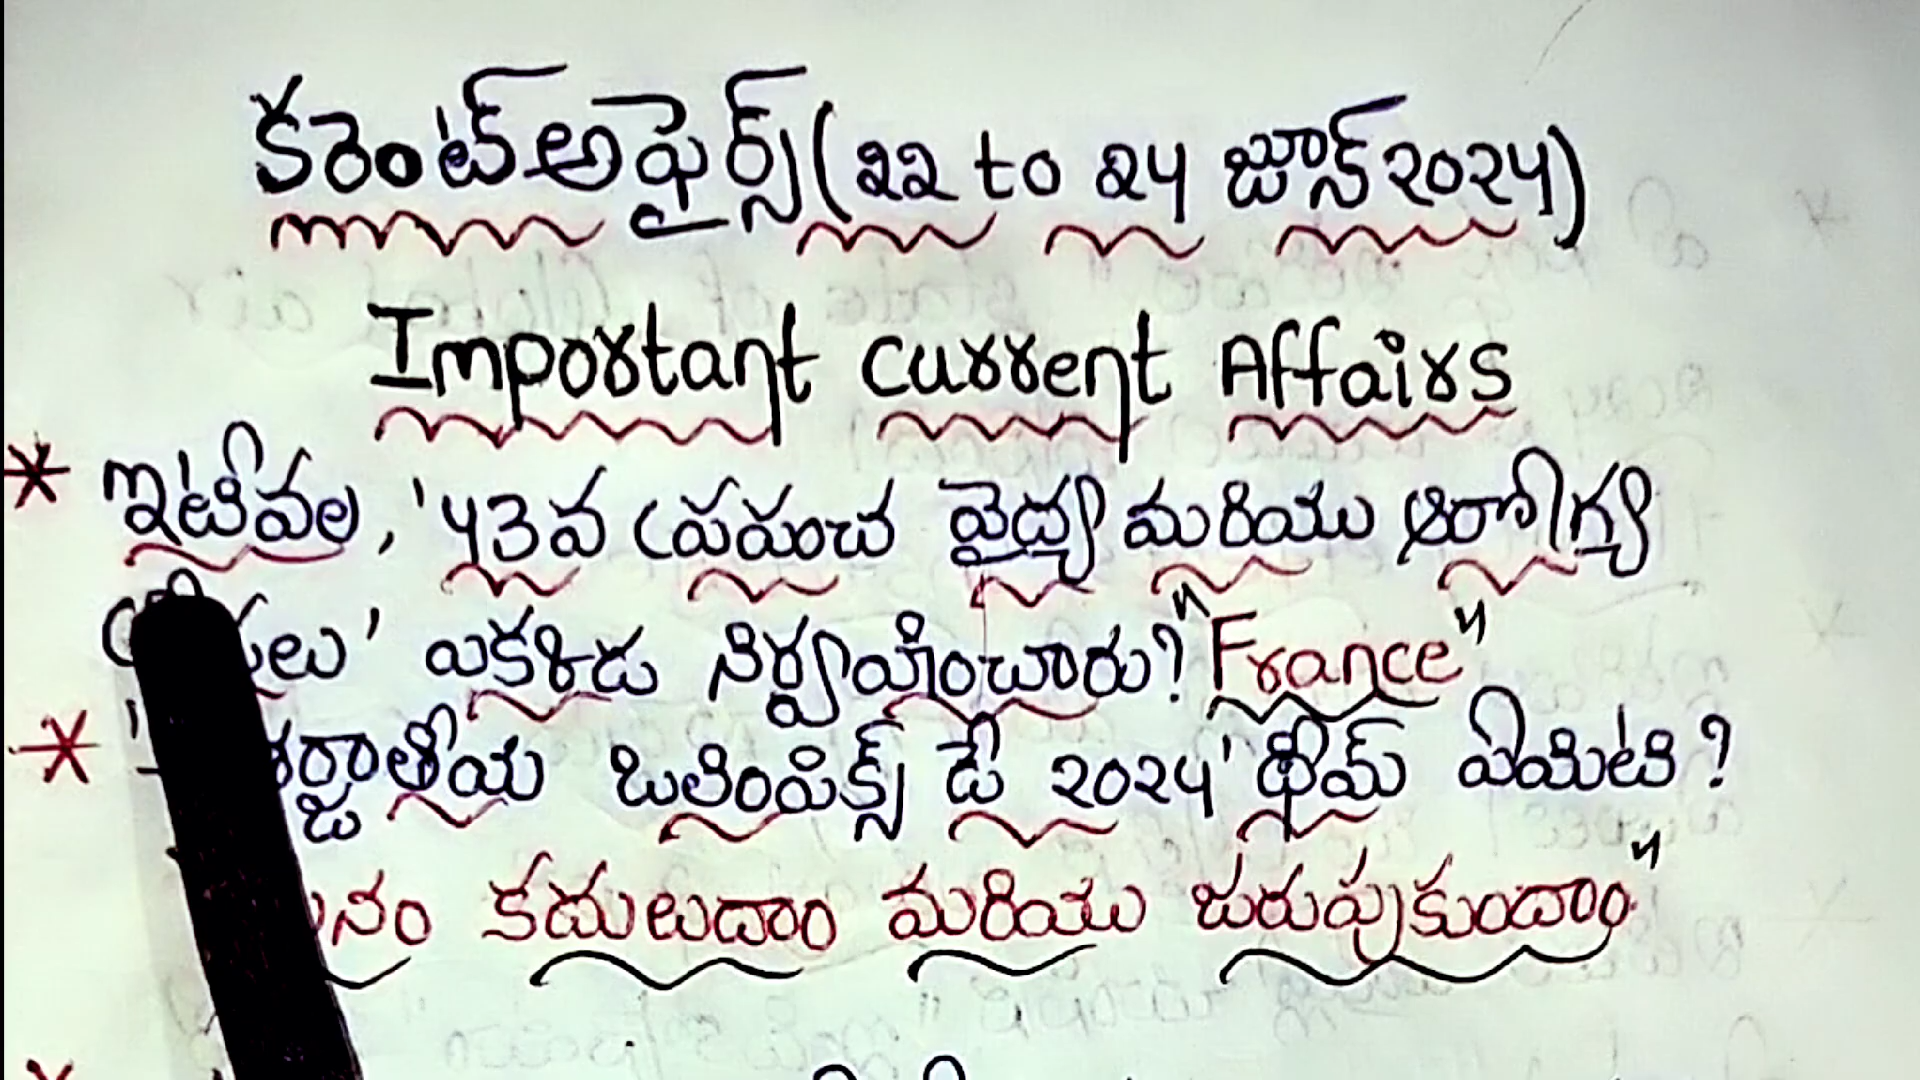 కరెంట్ అఫైర్స్ (22 to 24 జూన్ 2024)
Important Current Affairs
* ఇటీవల, '43వ ప్రపంచ వైద్య మరియు ఆరోగ్య
' ఎక్కడ నిర్వహించారు? "France"
* ఒలింపిక్స్ డే 2024' థీమ్ ఏమిటి?
కదులుదాం మరియు జరుపుకుందాం"